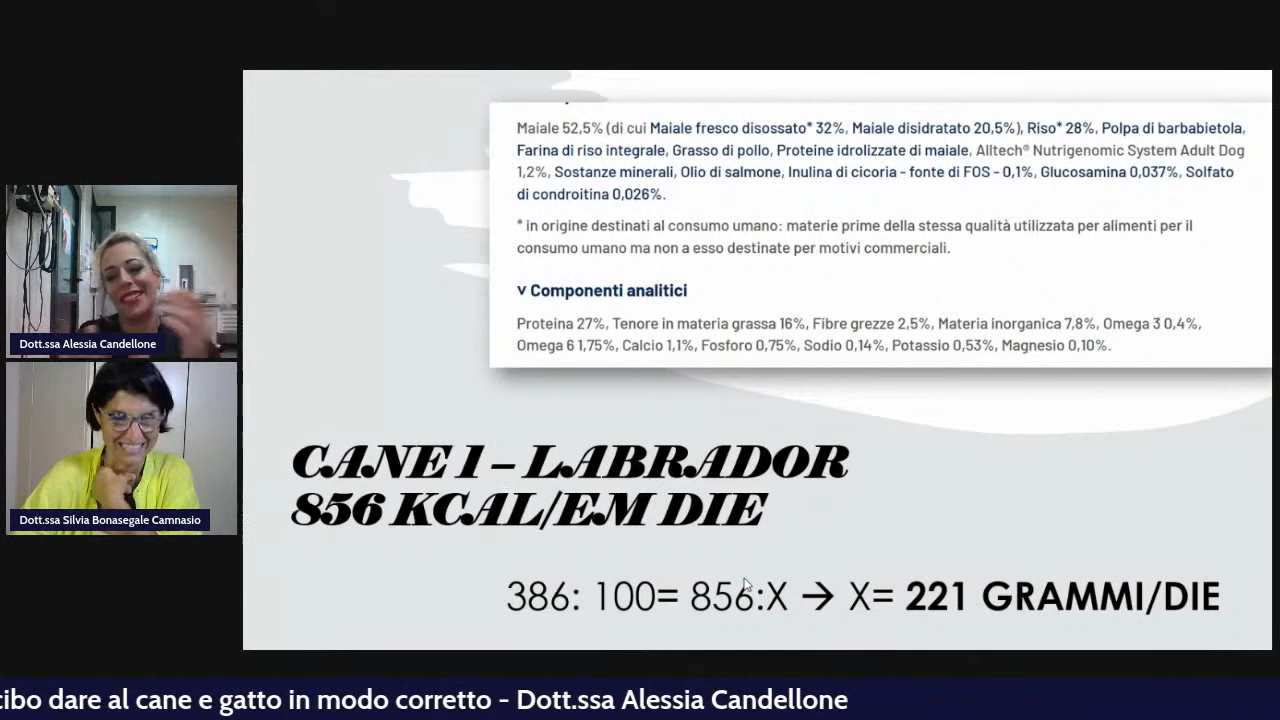 Maiale 52,5% (di cui Maiale fresco disossato* 32%, Maiale disidratato 20,5%), Riso* 28%, Polpa di barbabietola,
Farina di riso integrale, Grasso di pollo, Proteine idrolizzate di maiale, Alltech® Nutrigenomic System Adult Dog
1,2%, Sostanze minerali, Olio di salmone, Inulina di cicoria - fonte di FOS - 0,1%, Glucosamina 0,037%, Solfato
di condroitina 0,026%.
* in origine destinati al consumo umano: materie prime della stessa qualità utilizzata per alimenti per il
consumo umano ma non a esso destinate per motivi commerciali.
v Componenti analitici
Proteina 27%, Tenore in materia grassa 16%, Fibre grezze 2,5%, Materia inorganica 7,8%, Omega 3 0,4%,
Omega 6 1,75%, Calcio 1,1%, Fosforo 0,75%, Sodio 0,14%, Potassio 0,53%, Magnesio 0,10%.
Dott.ssa Alessia Candellone
Dott.ssa Silvia Bonasegale Camnasio
CANE 1 – LABRADOR
856 KCAL/EM DIE
386: 100= 856:X → X= 221 GRAMMI/DIE
cibo dare al cane e gatto in modo corretto - Dott.ssa Alessia Candellone